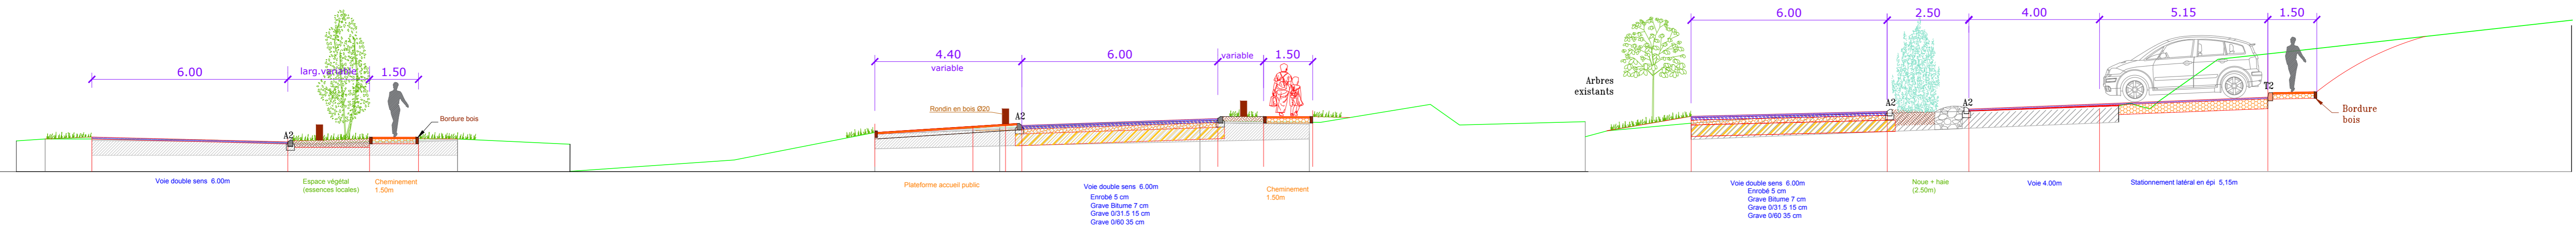 6.00
larg.variable
1.50
A2
Bordure bois
Voie double sens  6.00m
Espace végétal
(essences locales)
Cheminement
1.50m
4.40
variable
6.00
variable
1.50
Rondin en bois Ø20
A2
Plateforme accueil public
Voie double sens  6.00m
Enrobé 5 cm
Grave Bitume 7 cm
Grave 0/31.5 15 cm
Grave 0/60 35 cm
Cheminement
1.50m
6.00
2.50
4.00
5.15
1.50
Arbres
existants
A2
A2
T2
Bordure
bois
Voie double sens  6.00m
Enrobé 5 cm
Grave Bitume 7 cm
Grave 0/31.5 15 cm
Grave 0/60 35 cm
Noue + haie
(2.50m)
Voie 4.00m
Stationnement latéral en épi  5,15m